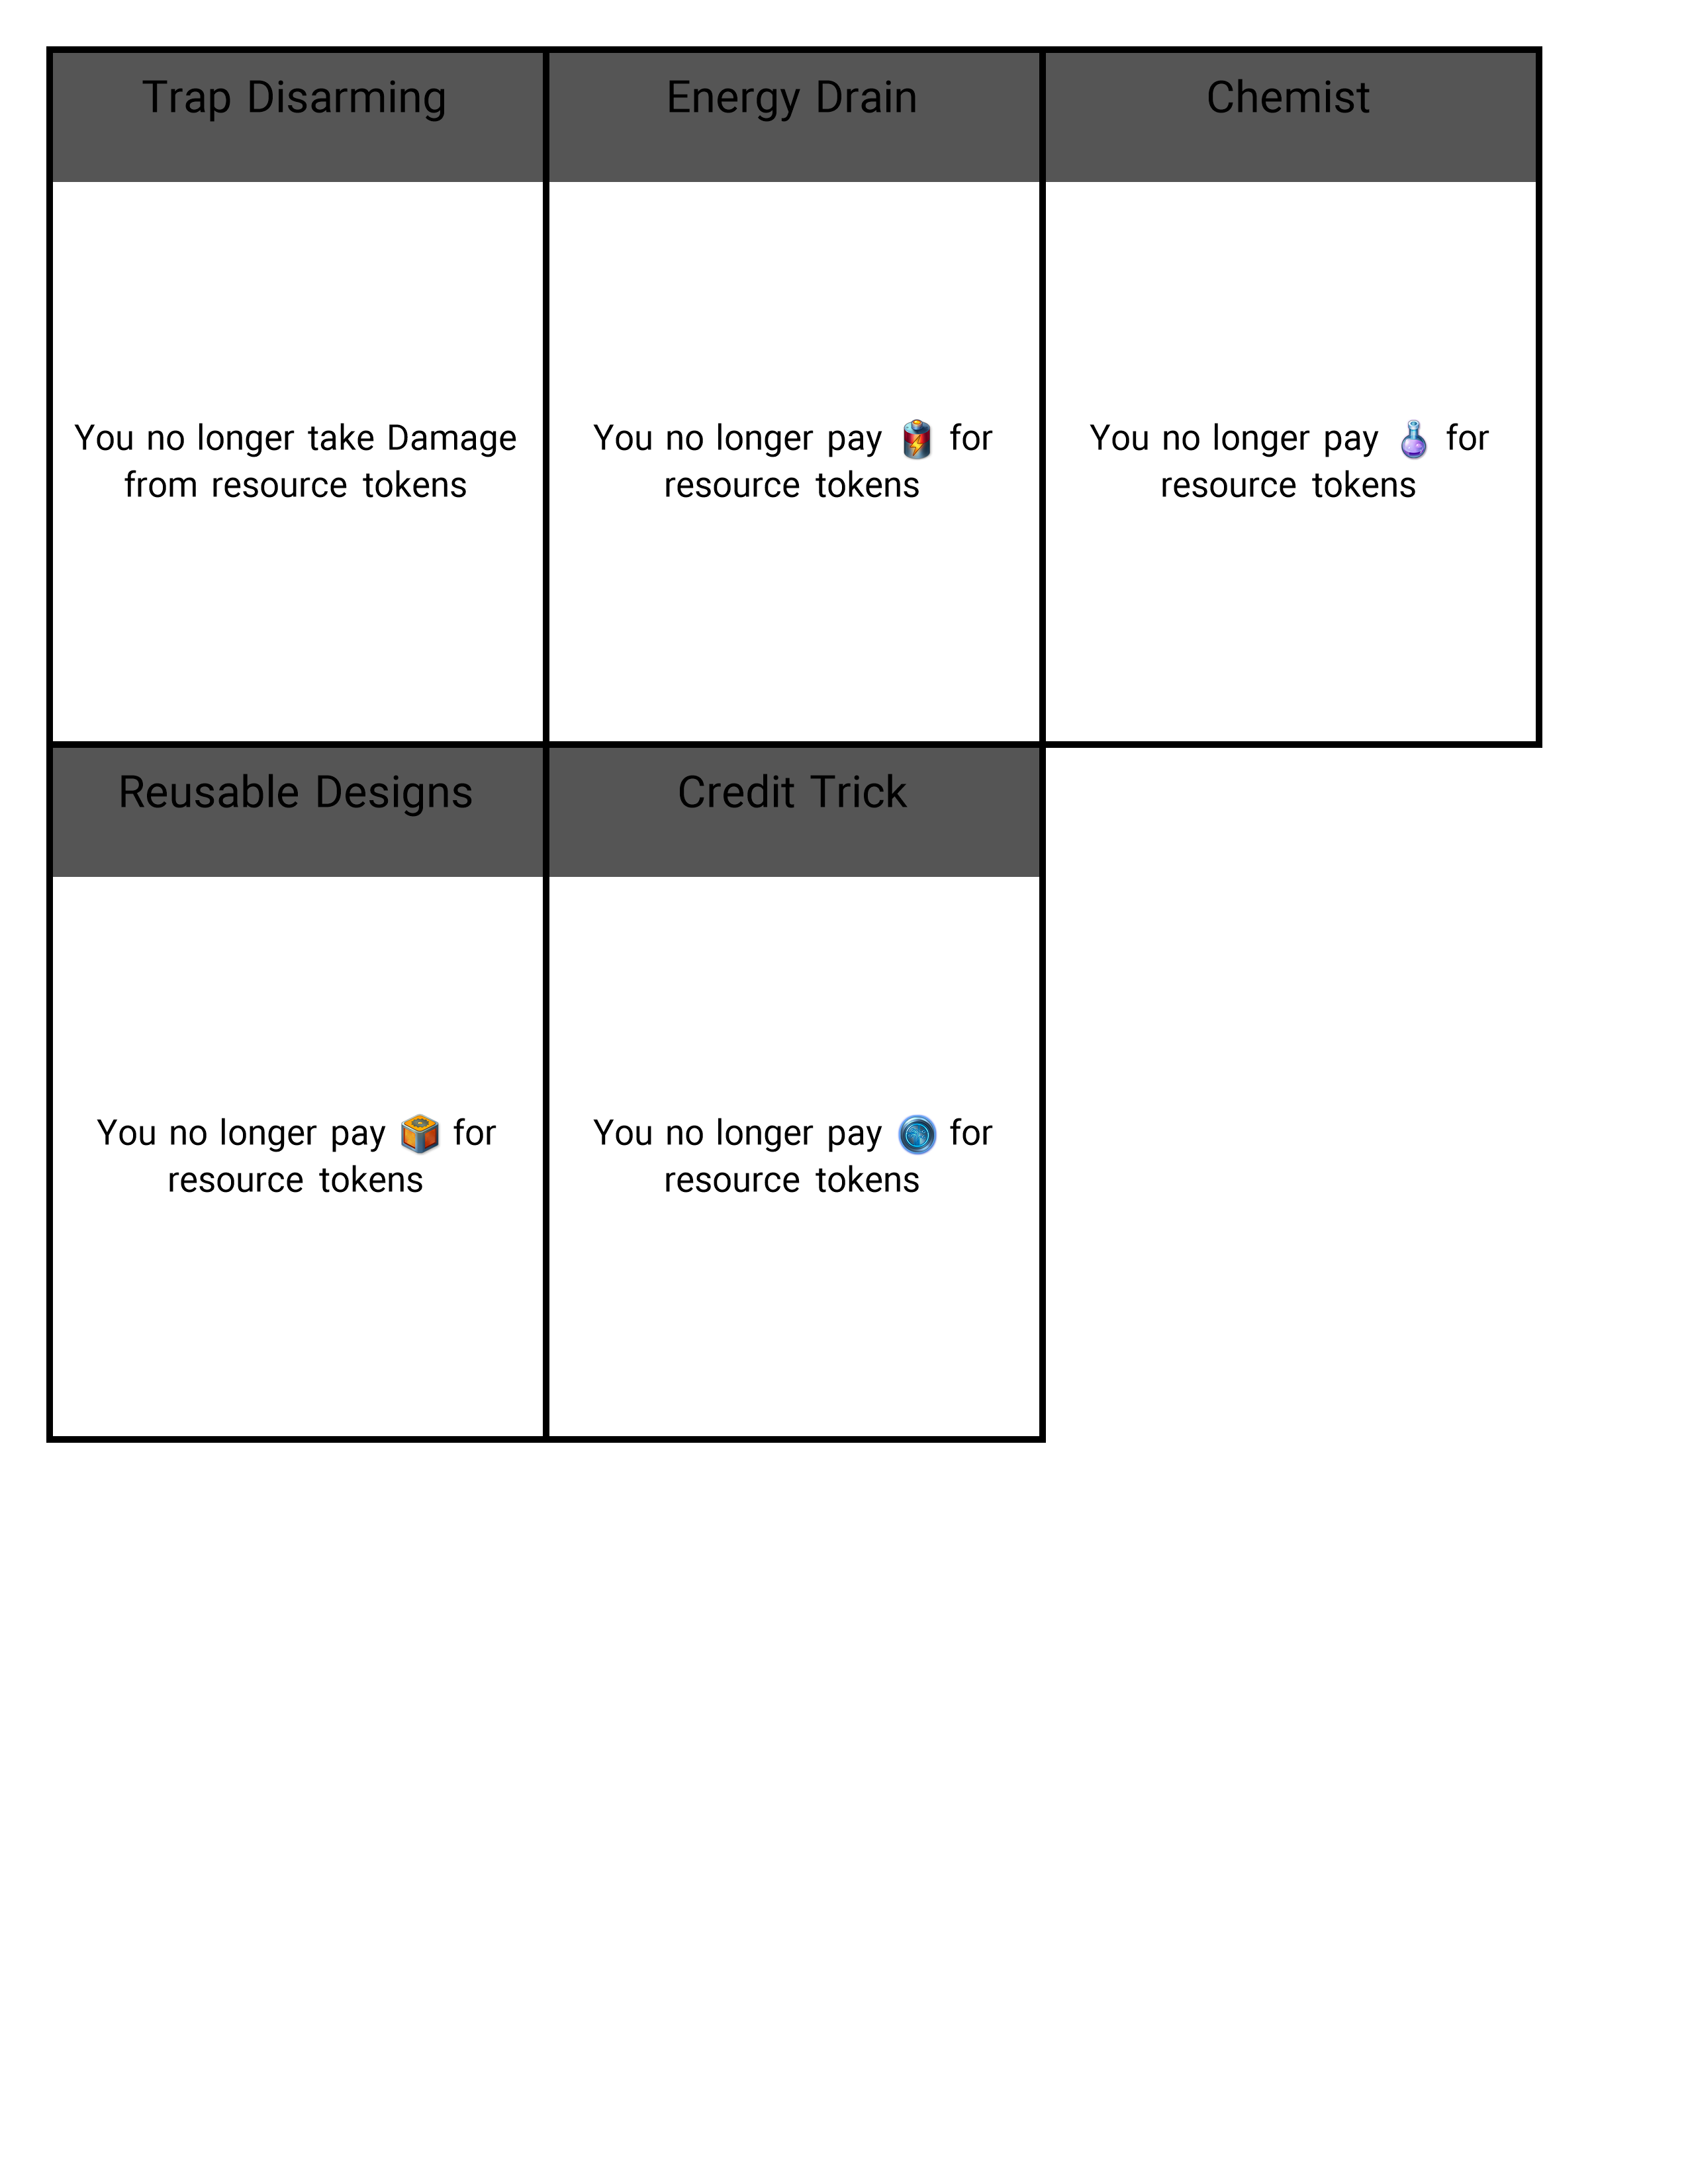 Trap Disarming
You no longer take Damage
from resource tokens
Energy Drain
You no longer pay for
resource tokens
Chemist
You no longer pay for
resource tokens
Reusable Designs
You no longer pay for
resource tokens
Credit Trick
You no longer pay for
resource tokens